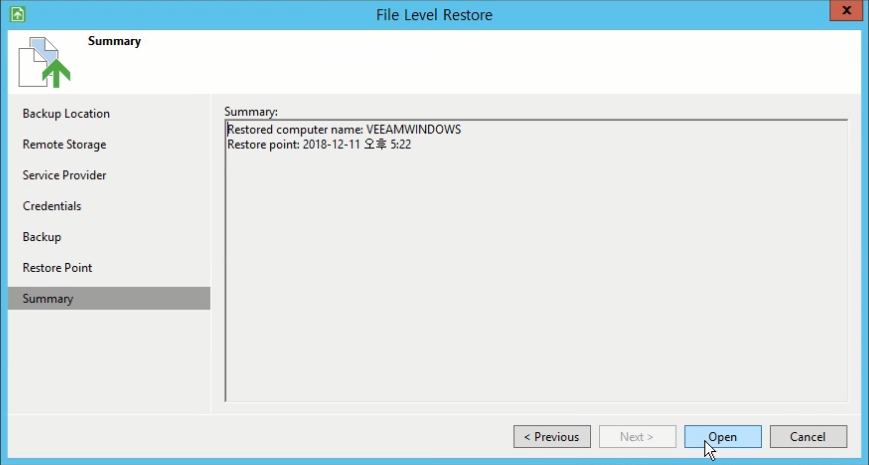 File Level Restore
x
Summary
Backup Location
Remote Storage
Service Provider
Credentials
Backup
Restore Point
Summary
Summary:
Restored computer name: VEEAMWINDOWS
Restore point: 2018-12-11 오후 5:22
< Previous
Next >
Open
Cancel